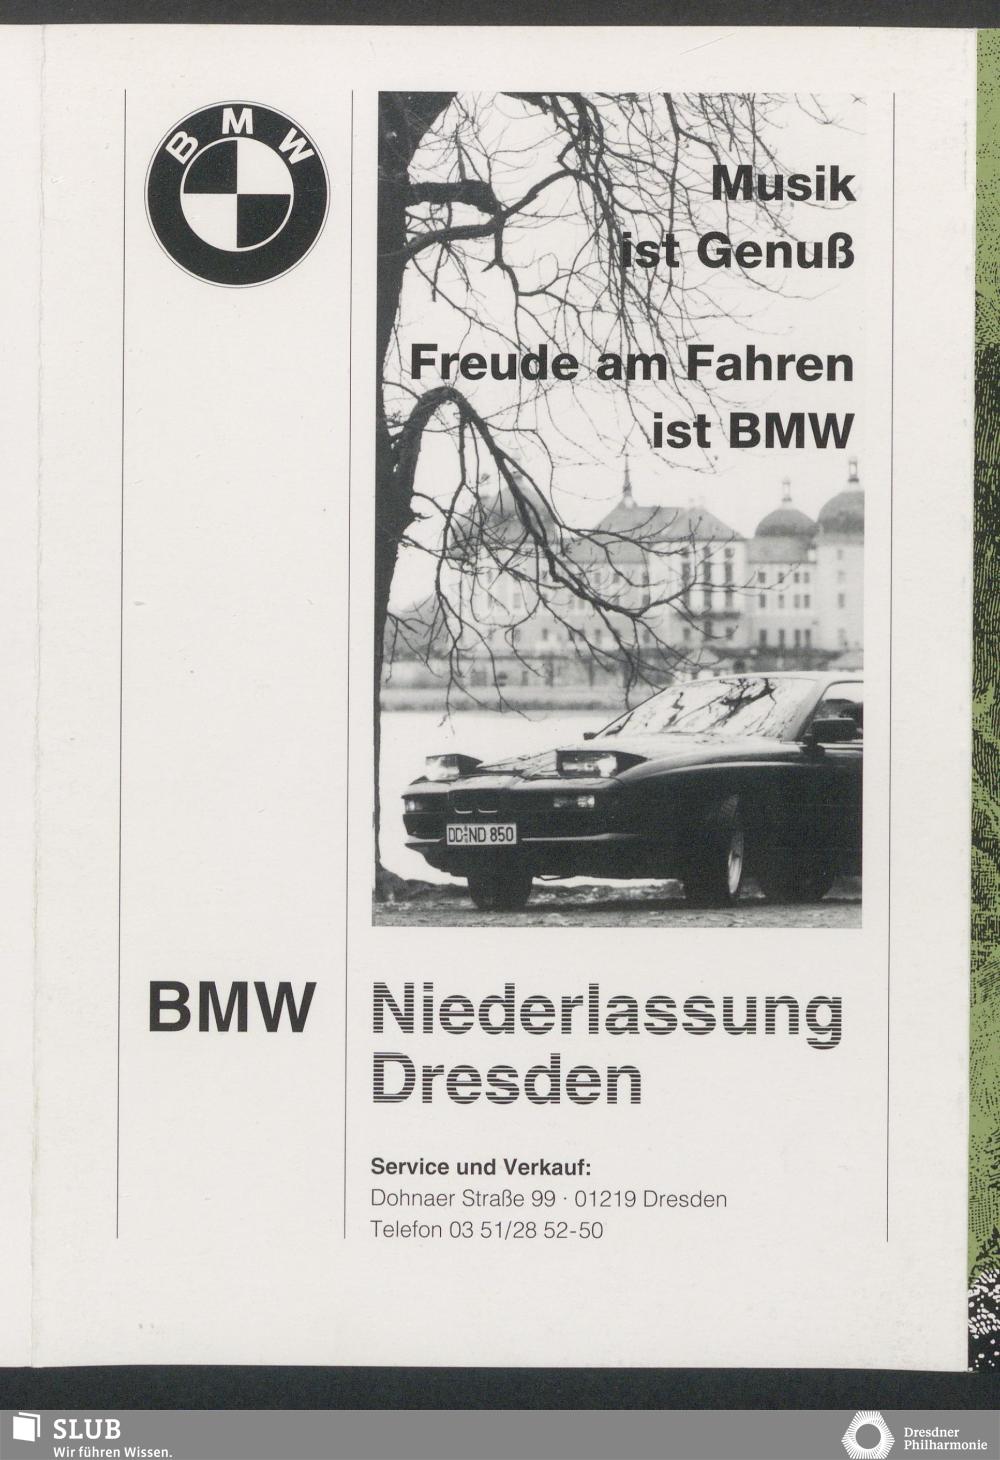 BMW
Musik
ist Genuß
Freude am Fahren
ist BMW
DD ND 850
BMW Niederlassung
Dresden
Service und Verkauf:
Dohnaer Straße 99 · 01219 Dresden
Telefon 03 51/28 52-50
SLUB
Wir führen Wissen.
Dresdner
Philharmonie